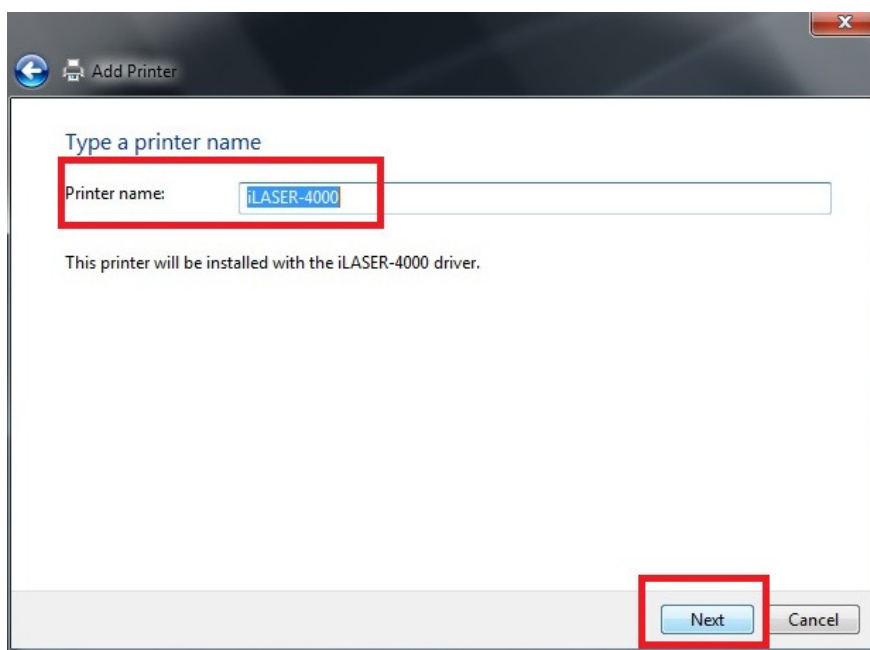 Add Printer
Type a printer name
Printer name: iLASER-4000
This printer will be installed with the iLASER-4000 driver.
Next Cancel